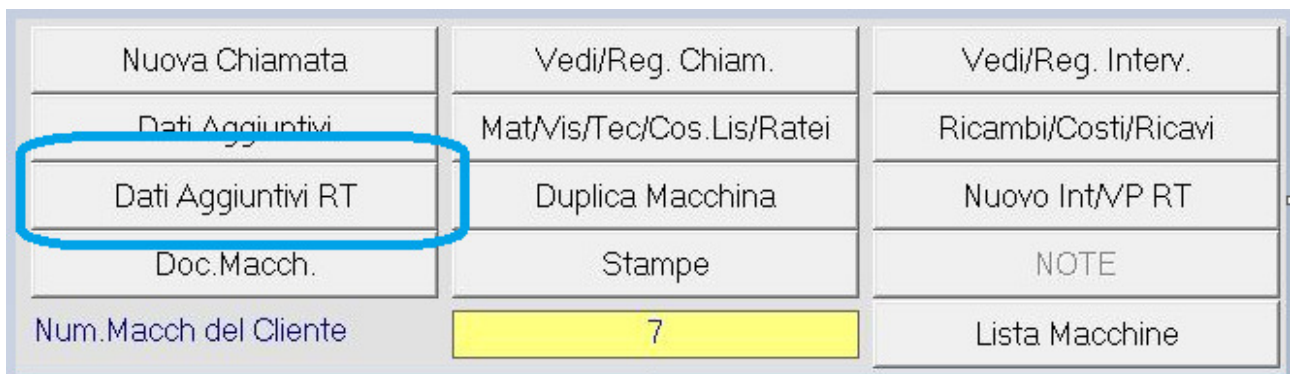 Nuova Chiamata Vedi/Reg. Chiam. Vedi/Reg. Interv.
Dati Aggiuntivi Mat/Vis/Tec/Cos.Lis/Ratei Ricambi/Costi/Ricavi
Dati Aggiuntivi RT Duplica Macchina Nuovo Int/VP RT
Doc.Macch. Stampe NOTE
Num.Macch del Cliente 7 Lista Macchine